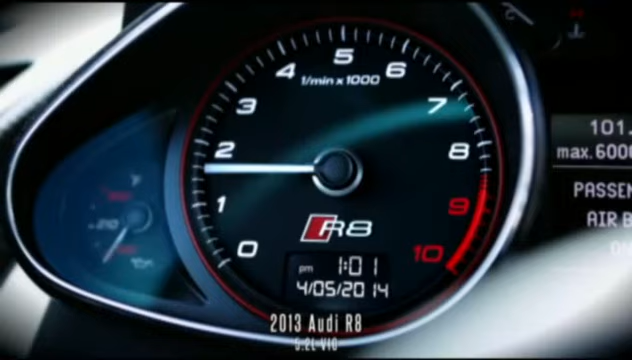 5
4 6
1/min x 1000
3 7
2 8
1 9
0 10
R8
pm 1:01
4/05/2014
101.
max. 6000
PASSEN
AIR B
2013 Audi R8
5.2L V10